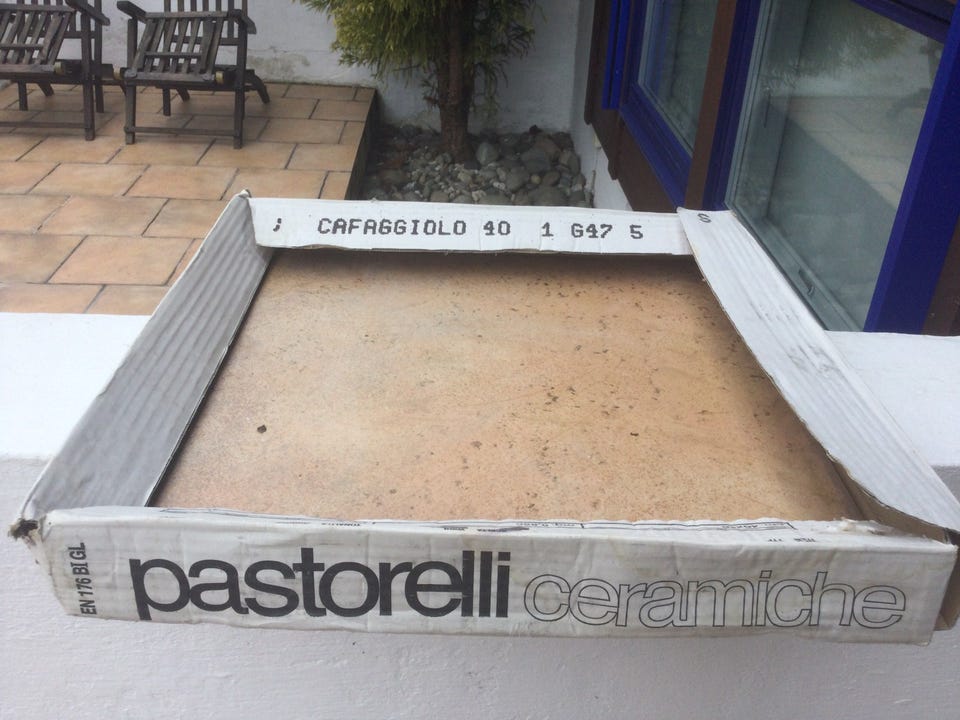 ; CAFAGGIOLO 40 1 G47 5
S
EN 176 BI GL
pastorelli ceramiche